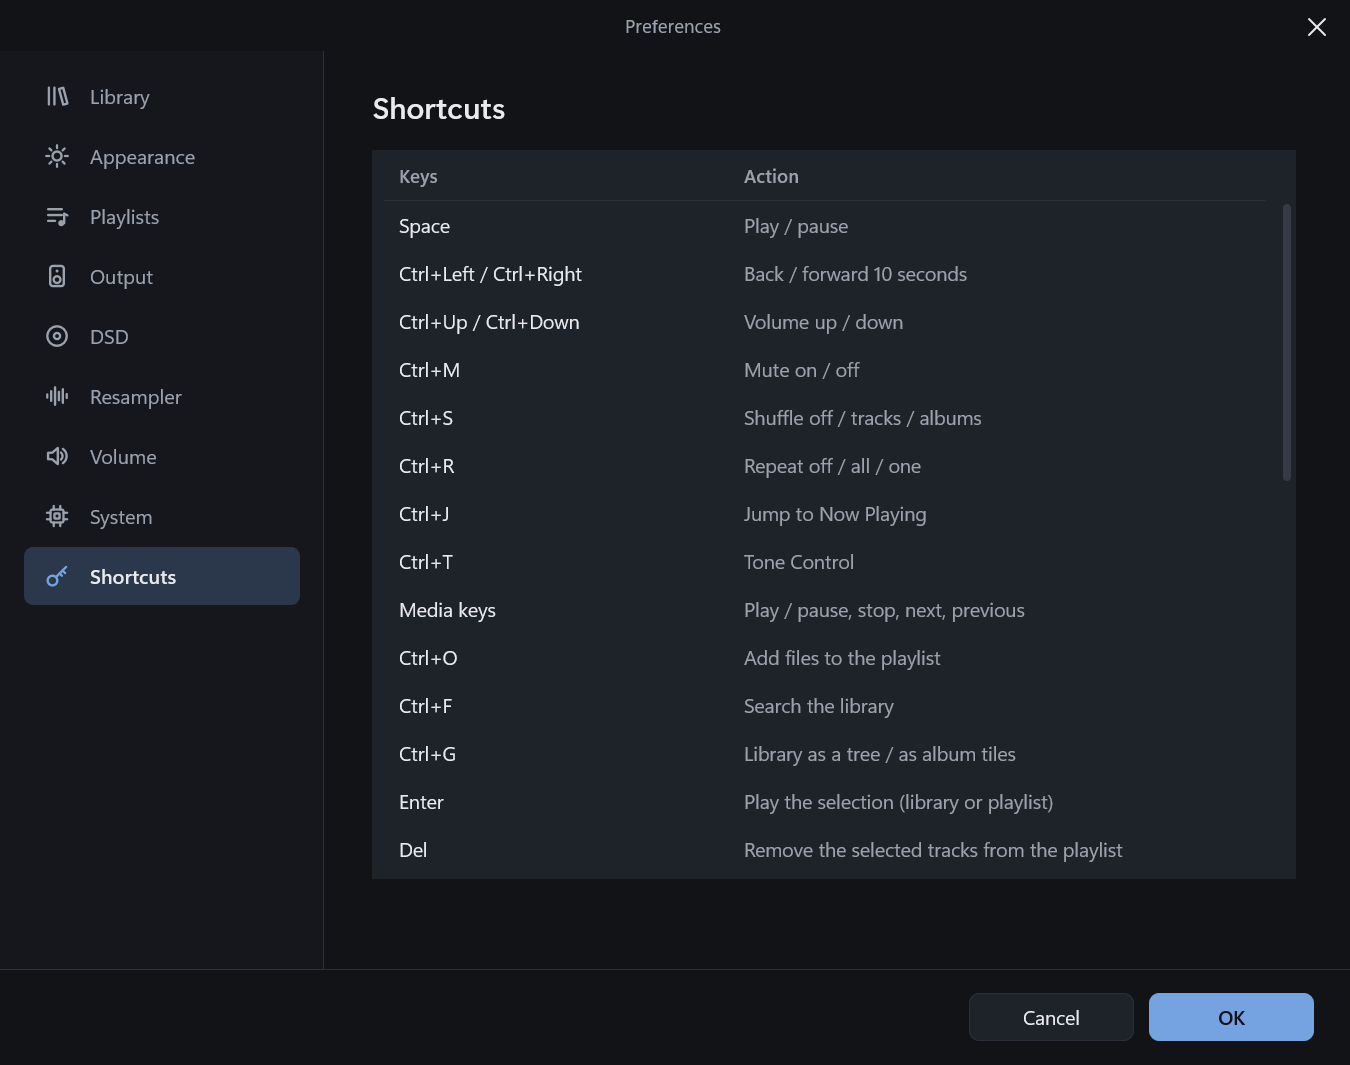 Preferences
Library
Appearance
Playlists
Output
DSD
Resampler
Volume
System
Shortcuts
Shortcuts
Keys Action
Space Play / pause
Ctrl+Left / Ctrl+Right Back / forward 10 seconds
Ctrl+Up / Ctrl+Down Volume up / down
Ctrl+M Mute on / off
Ctrl+S Shuffle off / tracks / albums
Ctrl+R Repeat off / all / one
Ctrl+J Jump to Now Playing
Ctrl+T Tone Control
Media keys Play / pause, stop, next, previous
Ctrl+O Add files to the playlist
Ctrl+F Search the library
Ctrl+G Library as a tree / as album tiles
Enter Play the selection (library or playlist)
Del Remove the selected tracks from the playlist
Cancel OK